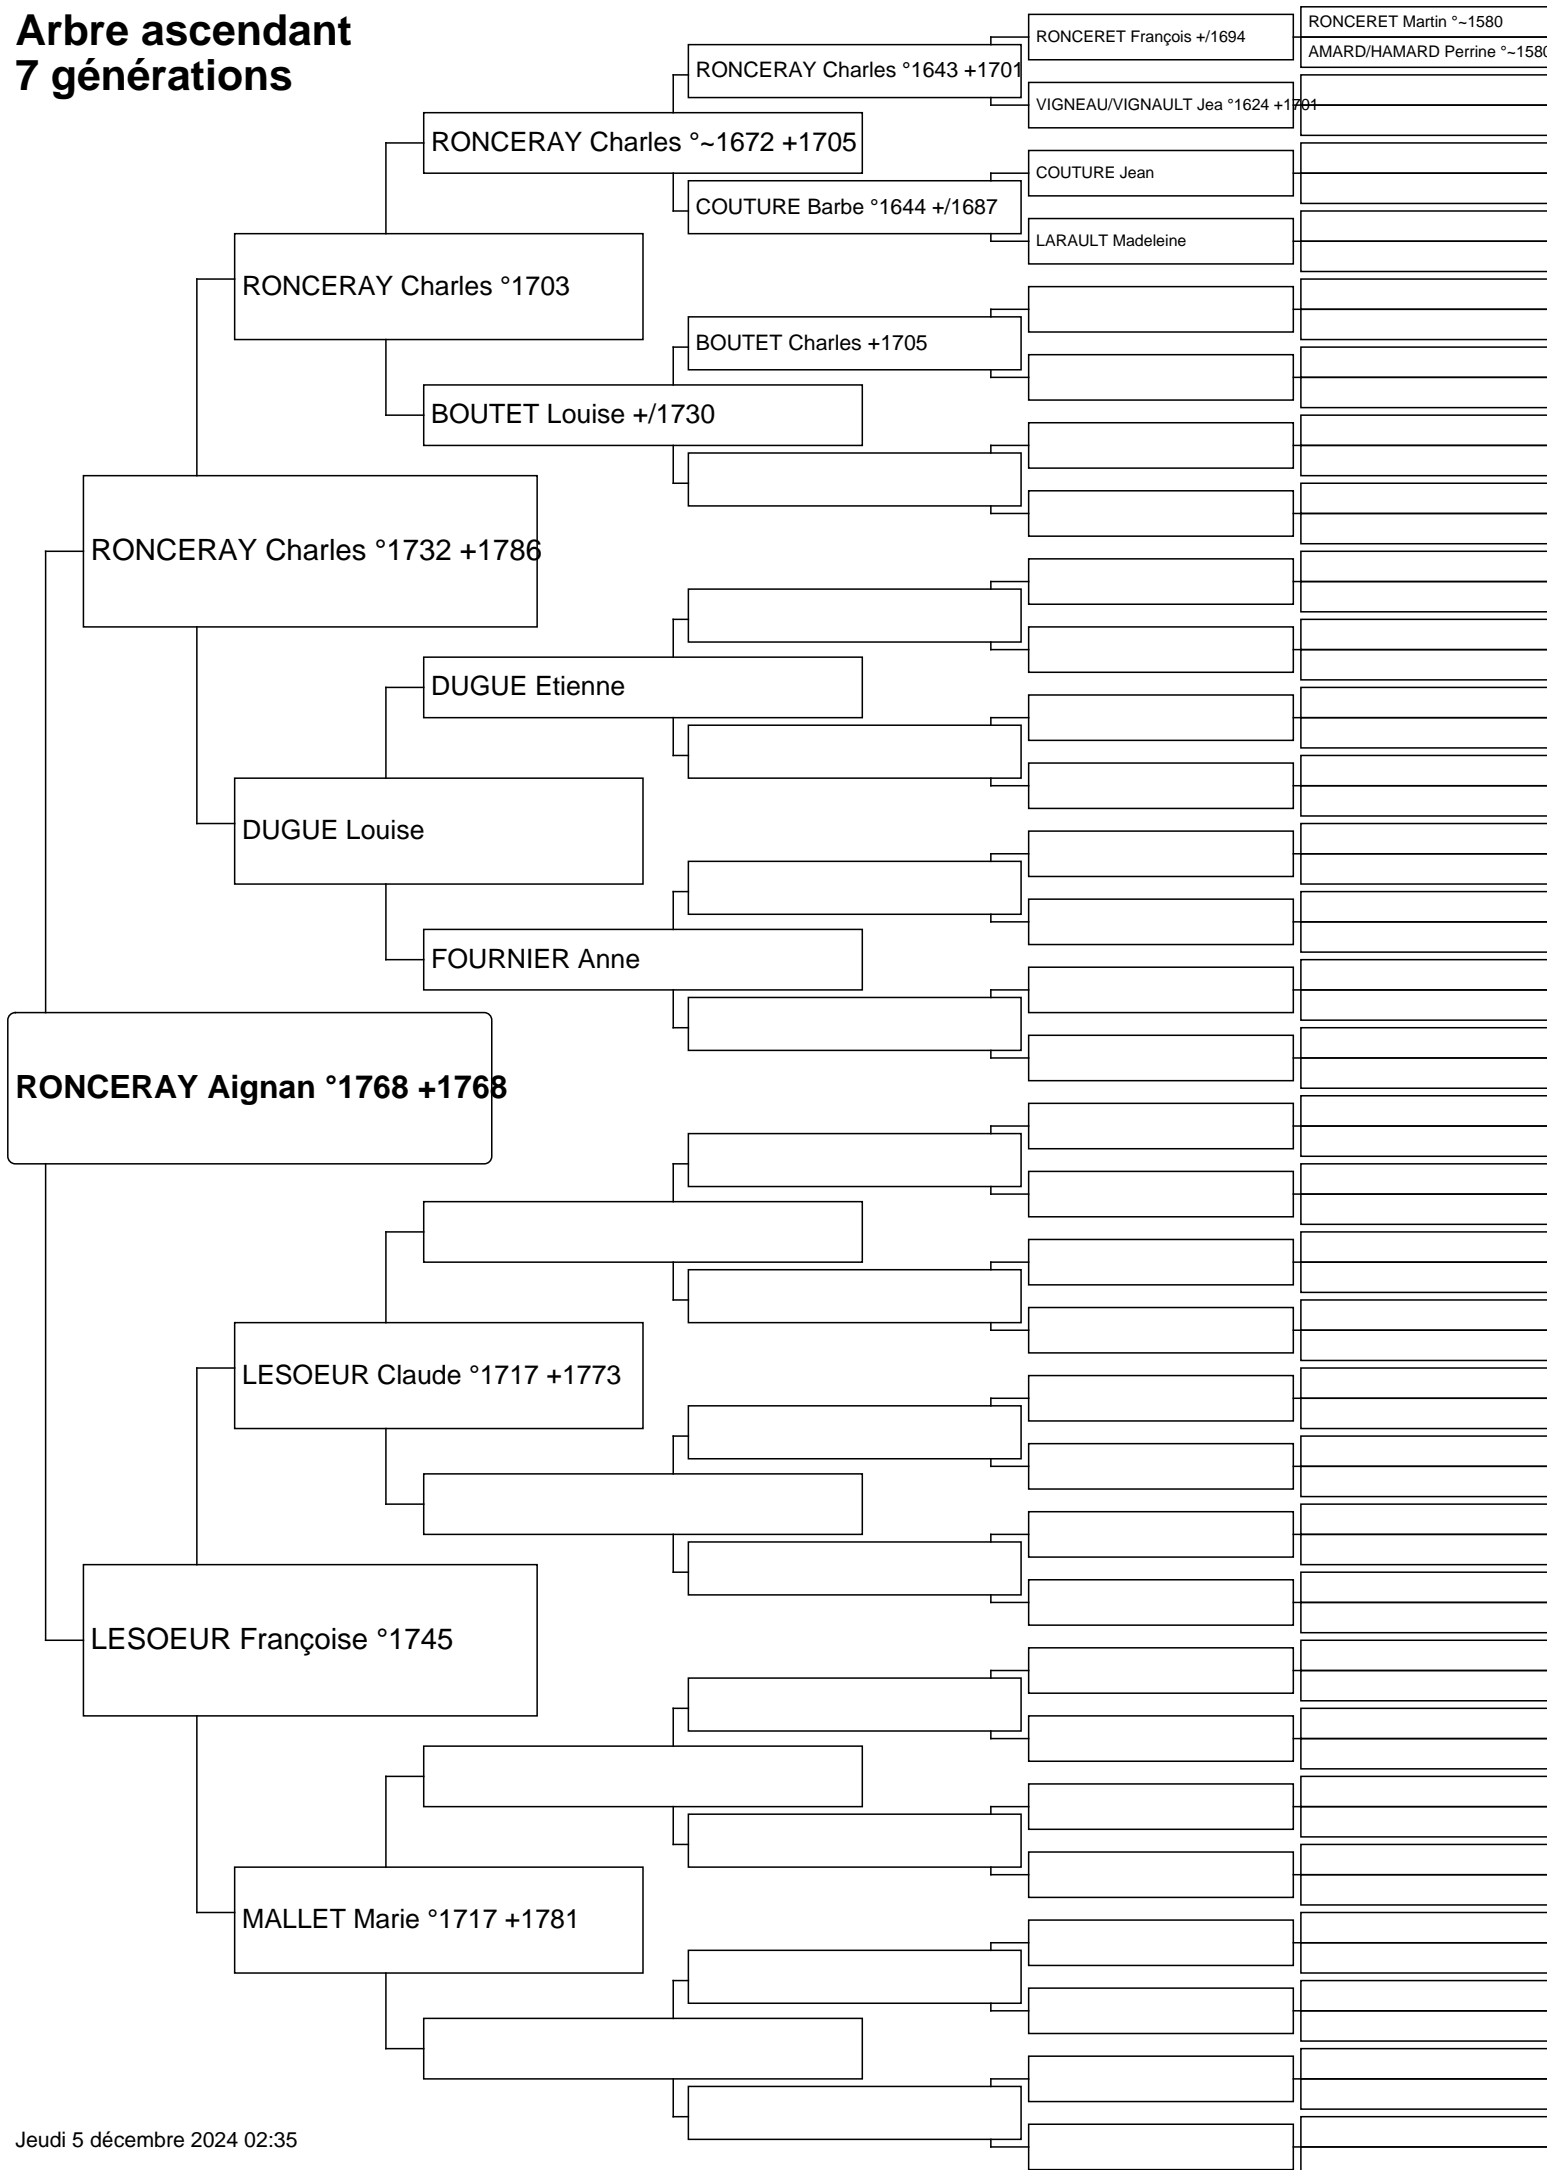 Arbre ascendant
7 générations
RONCERET François +/1694
RONCERET Martin °~1580
AMARD/HAMARD Perrine °~1580
RONCERAY Charles °1643 +1701
VIGNEAU/VIGNAULT Jea °1624 +1701
RONCERAY Charles °~1672 +1705
COUTURE Jean
COUTURE Barbe °1644 +/1687
LARAULT Madeleine
RONCERAY Charles °1703
BOUTET Charles +1705
BOUTET Louise +/1730
RONCERAY Charles °1732 +1786
DUGUE Etienne
DUGUE Louise
FOURNIER Anne
RONCERAY Aignan °1768 +1768
LESOEUR Claude °1717 +1773
LESOEUR Françoise °1745
MALLET Marie °1717 +1781
Jeudi 5 décembre 2024 02:35